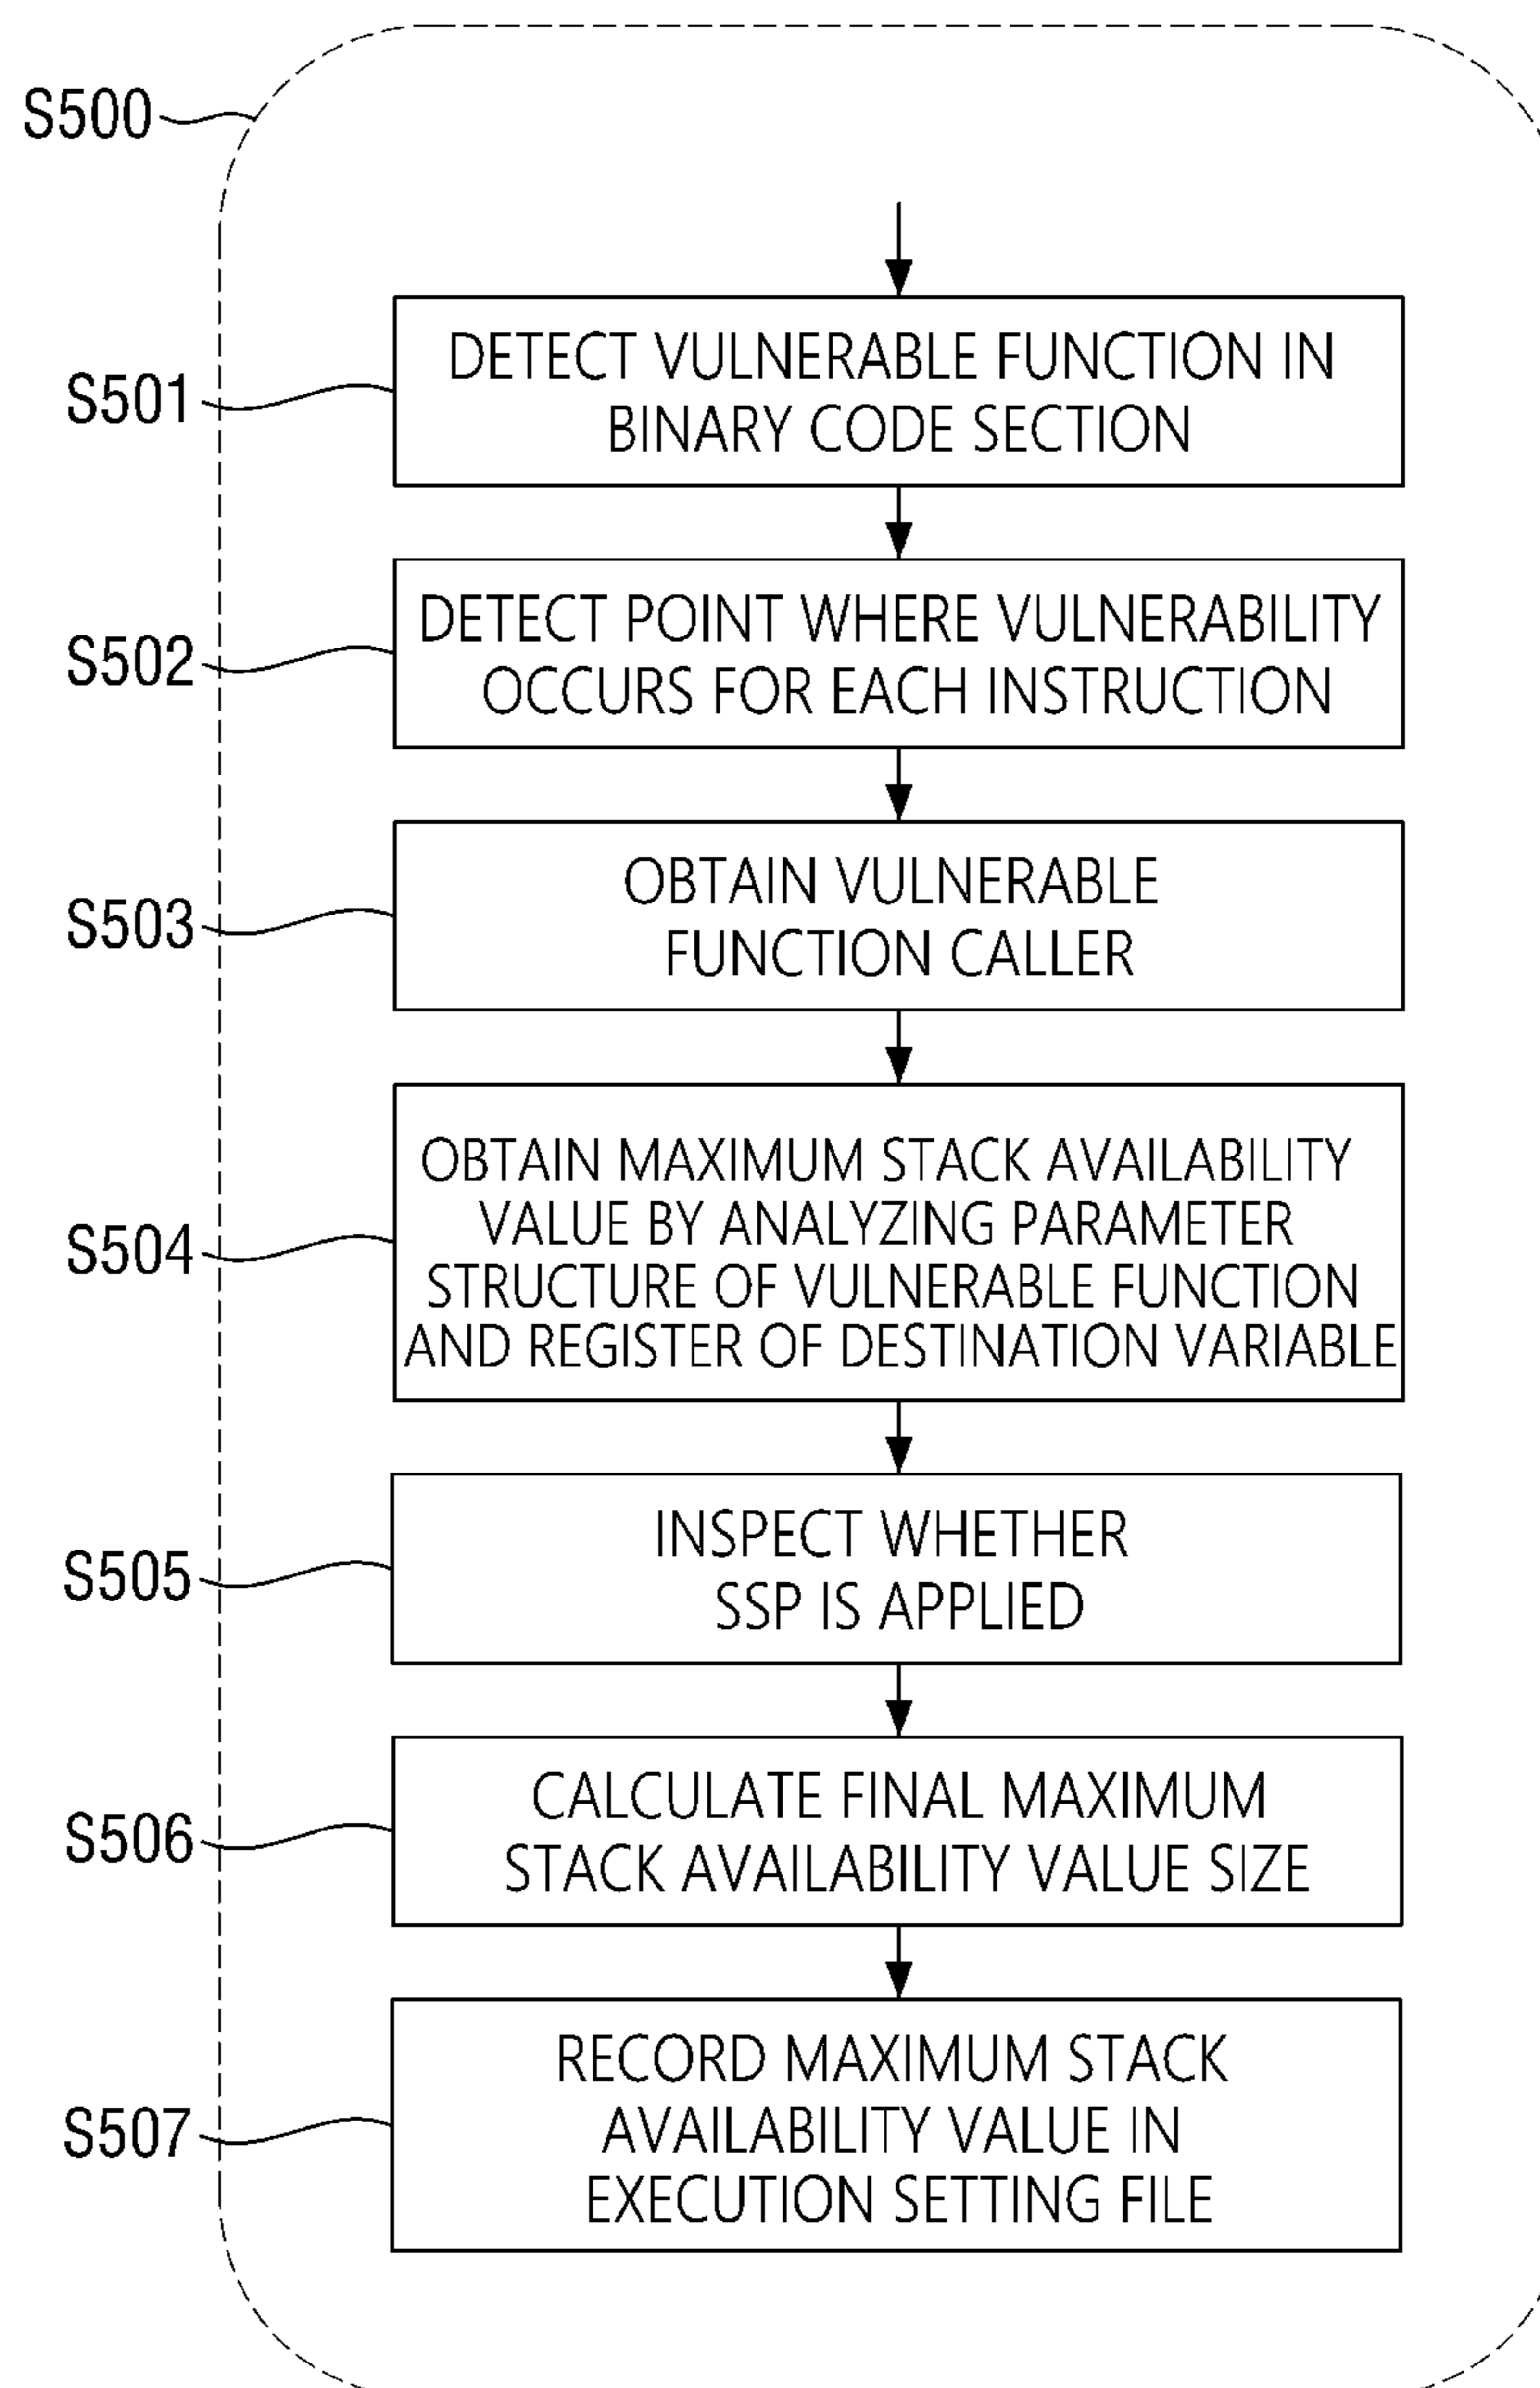 S500
S501
DETECT VULNERABLE FUNCTION IN
BINARY CODE SECTION
S502
DETECT POINT WHERE VULNERABILITY
OCCURS FOR EACH INSTRUCTION
S503
OBTAIN VULNERABLE
FUNCTION CALLER
S504
OBTAIN MAXIMUM STACK AVAILABILITY
VALUE BY ANALYZING PARAMETER
STRUCTURE OF VULNERABLE FUNCTION
AND REGISTER OF DESTINATION VARIABLE
S505
INSPECT WHETHER
SSP IS APPLIED
S506
CALCULATE FINAL MAXIMUM
STACK AVAILABILITY VALUE SIZE
S507
RECORD MAXIMUM STACK
AVAILABILITY VALUE IN
EXECUTION SETTING FILE